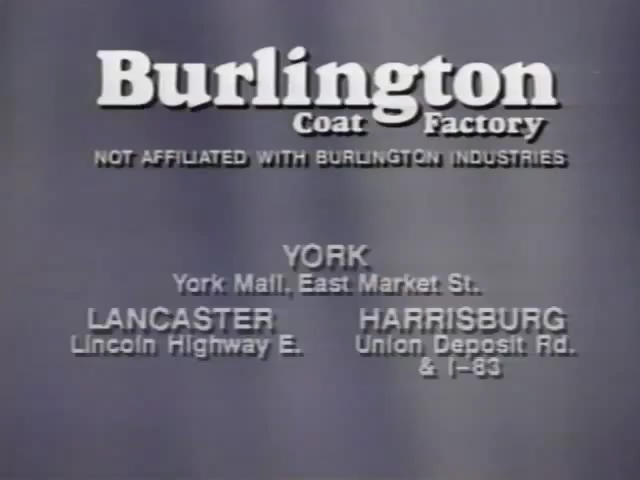 Burlington
Coat Factory
NOT AFFILIATED WITH BURLINGTON INDUSTRIES
YORK
York Mall, East Market St.
LANCASTER
Lincoln Highway E.
HARRISBURG
Union Deposit Rd.
& I-83